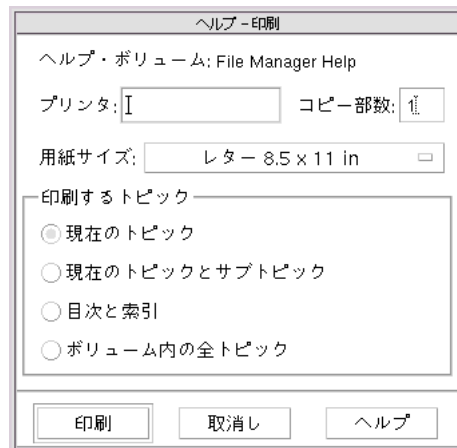 ヘルプ - 印刷
ヘルプ・ボリューム: File Manager Help
プリンタ: コピー部数: 1
用紙サイズ: レター 8.5 x 11 in
印刷するトピック
現在のトピック
現在のトピックとサブトピック
目次と索引
ボリューム内の全トピック
印刷 取消し ヘルプ